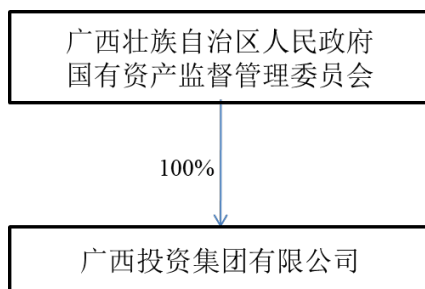 广西壮族自治区人民政府
国有资产监督管理委员会
100%
广西投资集团有限公司